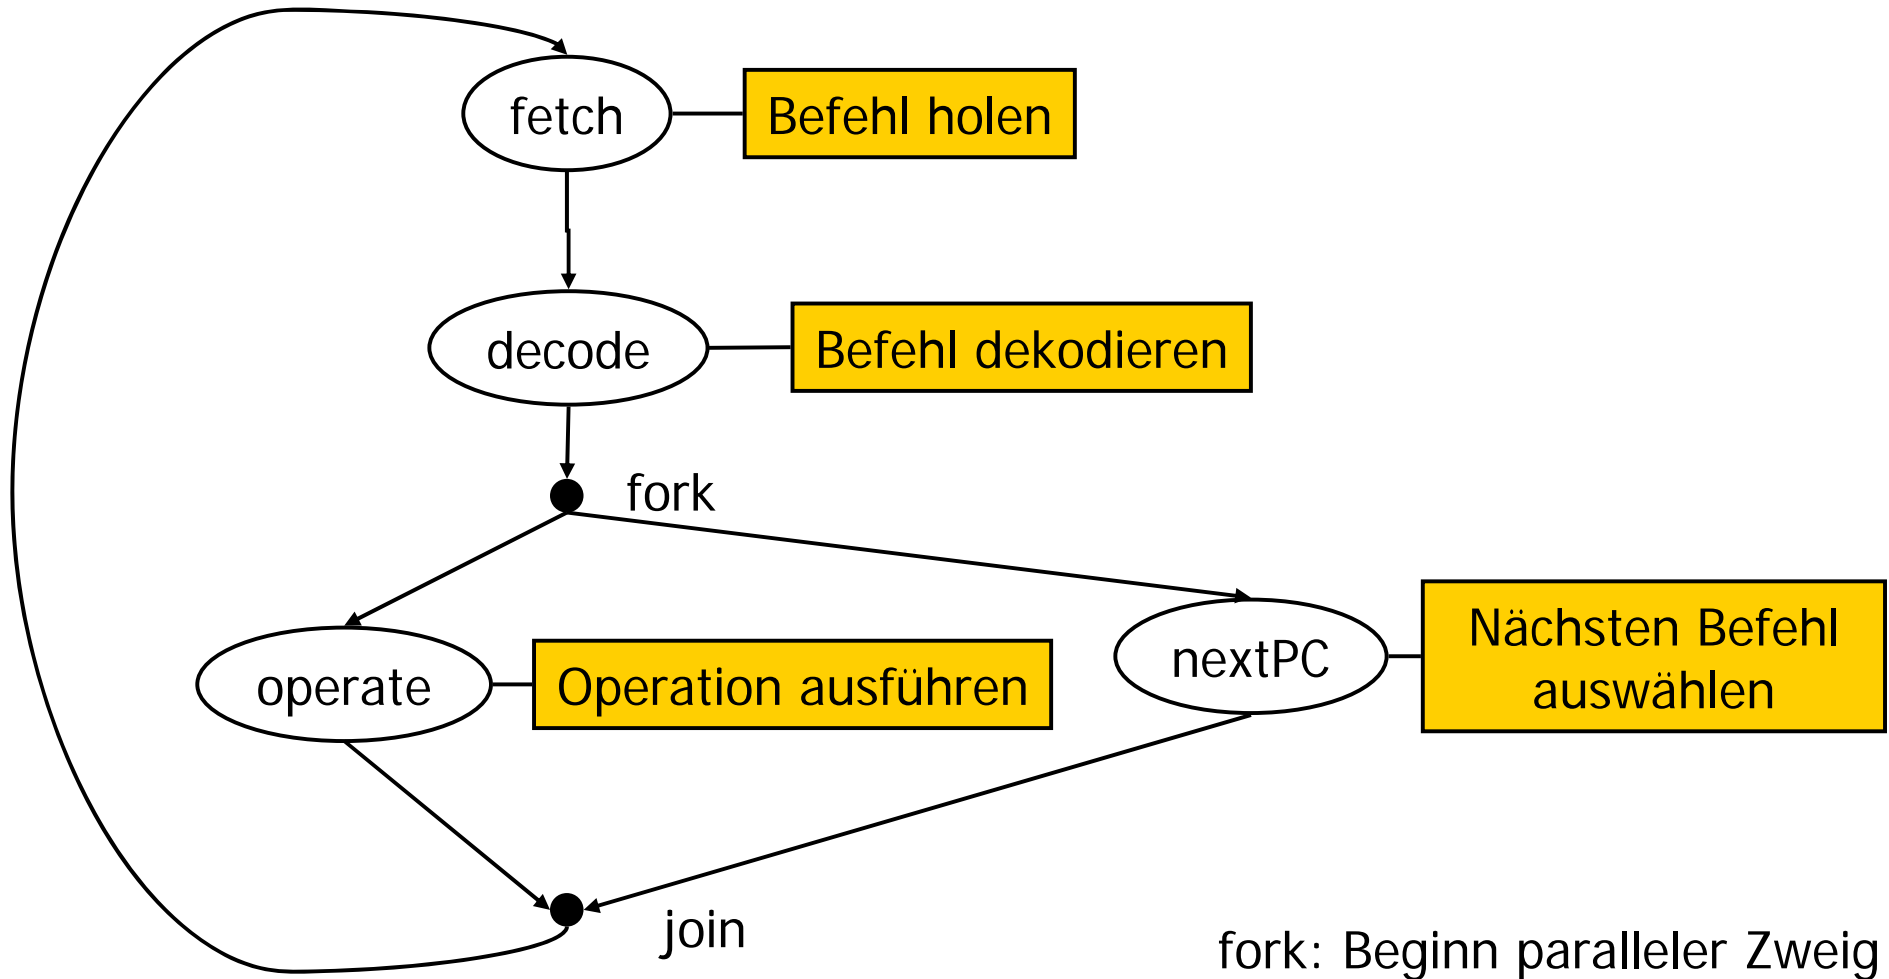 fetch
Befehl holen
decode
Befehl dekodieren
fork
operate
Operation ausführen
nextPC
Nächsten Befehl
auswählen
join
fork: Beginn paralleler Zweig